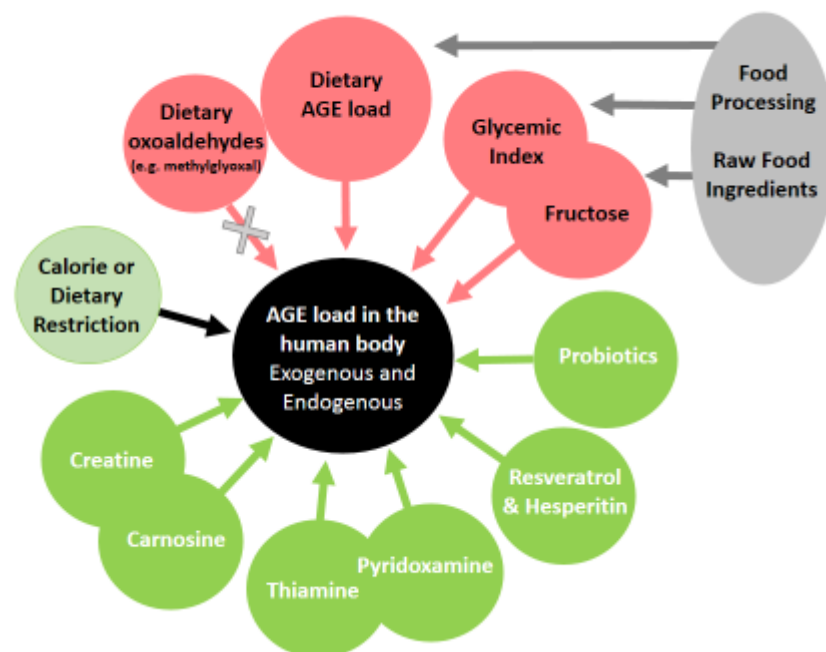 Dietary
AGE load
Food
Processing
Raw Food
Ingredients
Dietary
oxoaldehydes
(e.g. methylglyoxal)
Glycemic
Index
Fructose
Calorie or
Dietary
Restriction
AGE load in the
human body
Exogenous and
Endogenous
Probiotics
Creatine
Carnosine
Thiamine
Pyridoxamine
Resveratrol
& Hesperitin